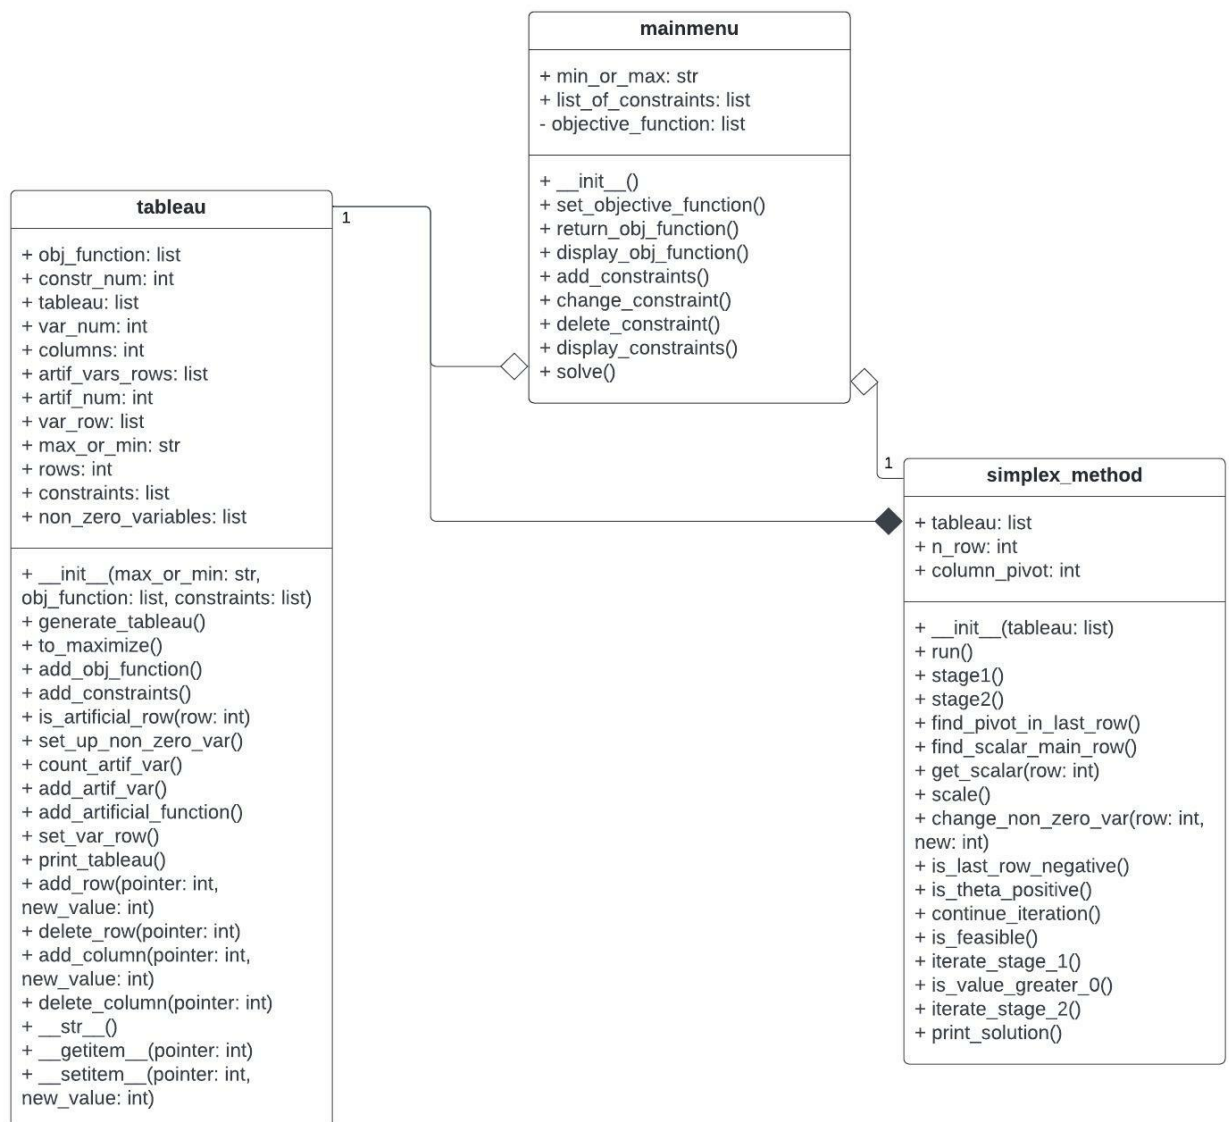 mainmenu
+ min_or_max: str
+ list_of_constraints: list
- objective_function: list
+ __init__()
+ set_objective_function()
+ return_obj_function()
+ display_obj_function()
+ add_constraints()
+ change_constraint()
+ delete_constraint()
+ display_constraints()
+ solve()
tableau
1
+ obj_function: list
+ constr_num: int
+ tableau: list
+ var_num: int
+ columns: int
+ artif_vars_rows: list
+ artif_num: int
+ var_row: list
+ max_or_min: str
+ rows: int
+ constraints: list
+ non_zero_variables: list
+ __init__(max_or_min: str,
obj_function: list, constraints: list)
+ generate_tableau()
+ to_maximize()
+ add_obj_function()
+ add_constraints()
+ is_artificial_row(row: int)
+ set_up_non_zero_var()
+ count_artif_var()
+ add_artif_var()
+ add_artificial_function()
+ set_var_row()
+ print_tableau()
+ add_row(pointer: int,
new_value: int)
+ delete_row(pointer: int)
+ add_column(pointer: int,
new_value: int)
+ delete_column(pointer: int)
+ __str__()
+ __getitem__(pointer: int)
+ __setitem__(pointer: int,
new_value: int)
1
simplex_method
+ tableau: list
+ n_row: int
+ column_pivot: int
+ __init__(tableau: list)
+ run()
+ stage1()
+ stage2()
+ find_pivot_in_last_row()
+ find_scalar_main_row()
+ get_scalar(row: int)
+ scale()
+ change_non_zero_var(row: int,
new: int)
+ is_last_row_negative()
+ is_theta_positive()
+ continue_iteration()
+ is_feasible()
+ iterate_stage_1()
+ is_value_greater_0()
+ iterate_stage_2()
+ print_solution()